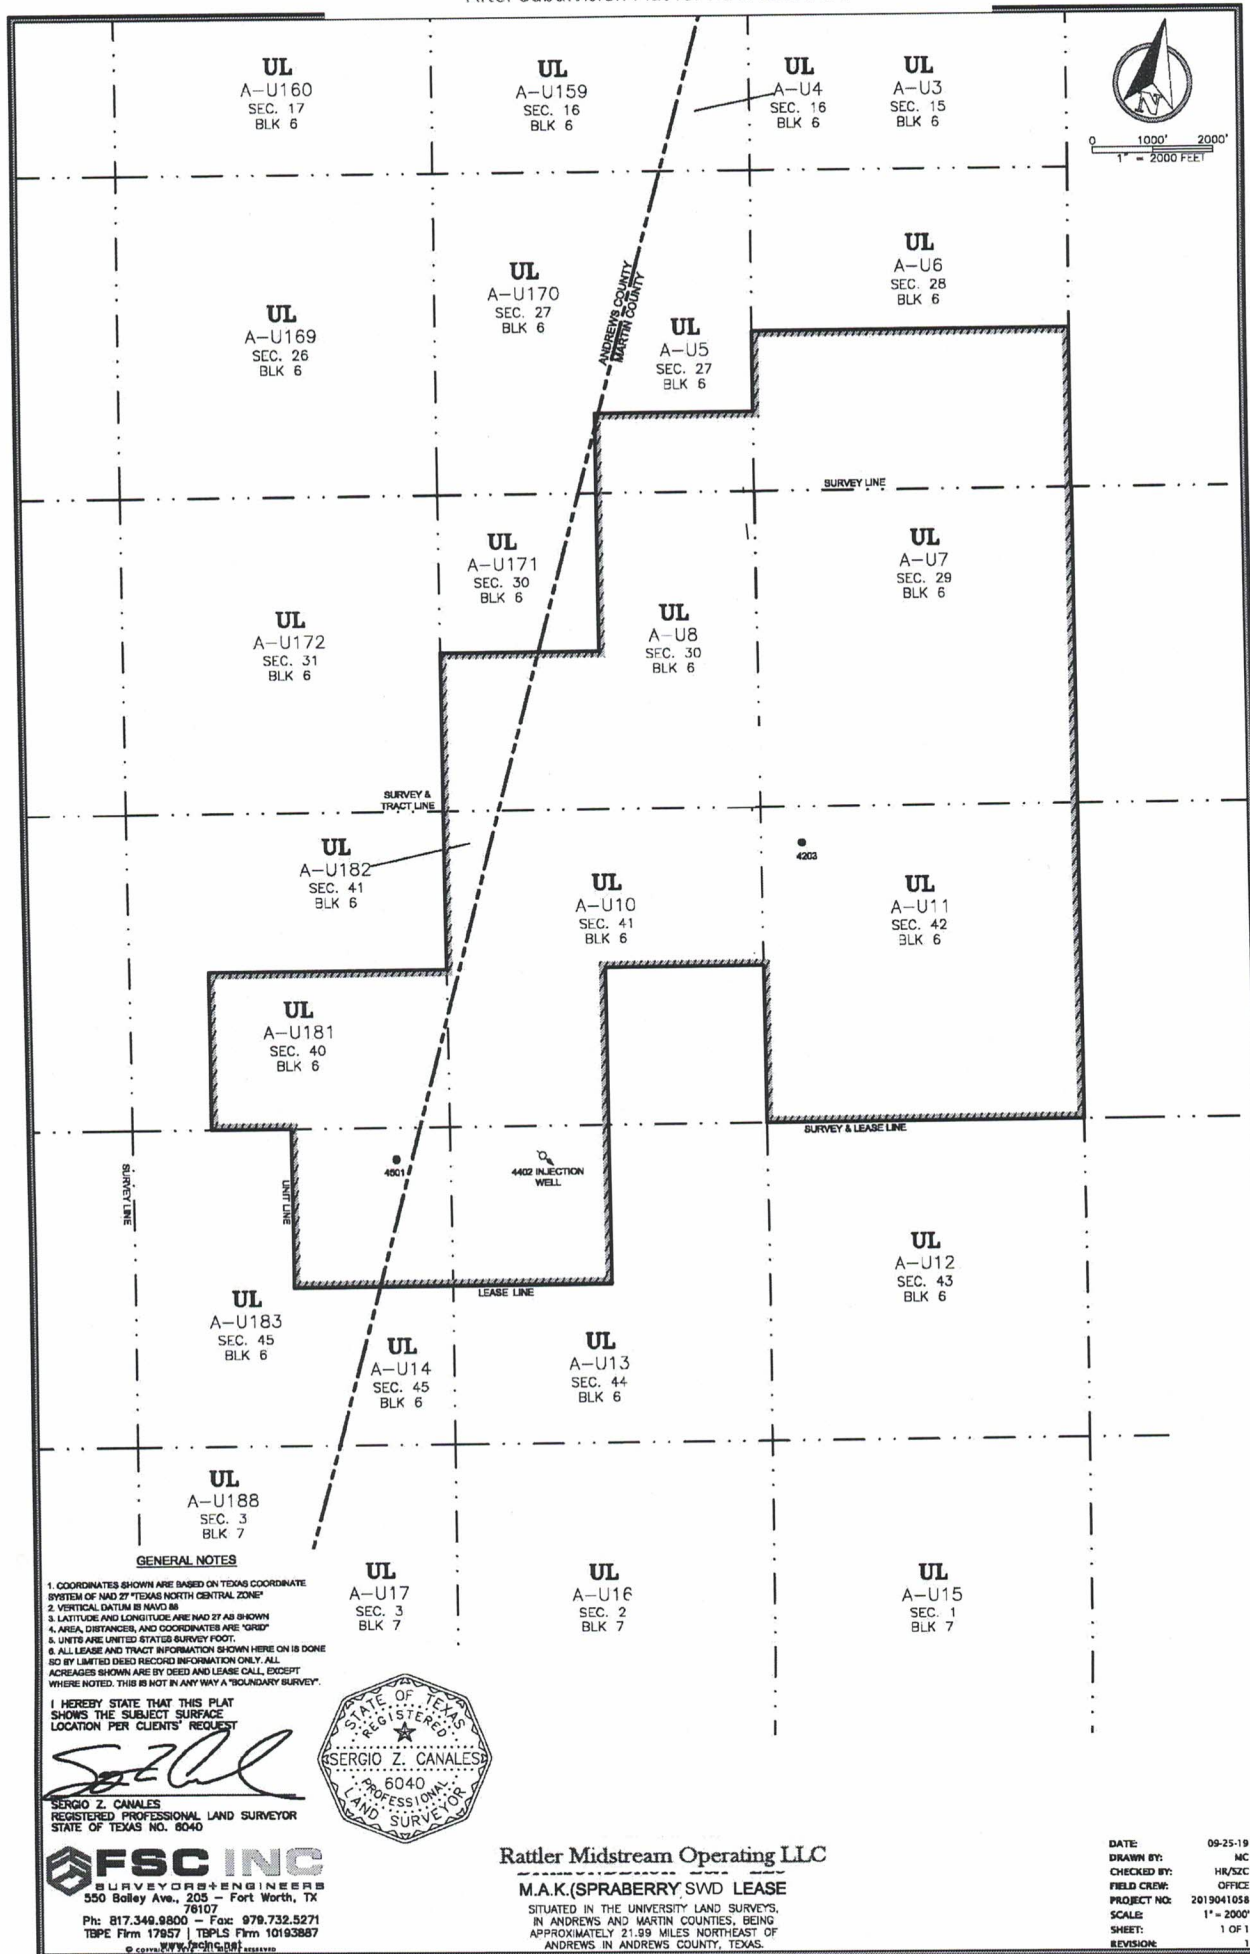 UL
A-U160
SEC. 17
BLK 6
UL
A-U159
SEC. 16
BLK 6
UL
A-U4
SEC. 16
BLK 6
UL
A-U3
SEC. 15
BLK 6
N
0 1000' 2000'
1" = 2000 FEET
UL
A-U169
SEC. 26
BLK 6
UL
A-U170
SEC. 27
BLK 6
ANDREWS COUNTY
MARTIN COUNTY
UL
A-U5
SEC. 27
BLK 6
UL
A-U6
SEC. 28
BLK 6
SURVEY LINE
UL
A-U172
SEC. 31
BLK 6
UL
A-U171
SEC. 30
BLK 6
UL
A-U8
SEC. 30
BLK 6
UL
A-U7
SEC. 29
BLK 6
SURVEY &
TRACT LINE
UL
A-U182
SEC. 41
BLK 6
UL
A-U10
SEC. 41
BLK 6
4203
UL
A-U11
SEC. 42
BLK 6
UL
A-U181
SEC. 40
BLK 6
SURVEY & LEASE LINE
SURVEY LINE
UNIT LINE
4501
4402 INJECTION
WELL
LEASE LINE
UL
A-U183
SEC. 45
BLK 6
UL
A-U14
SEC. 45
BLK 6
UL
A-U13
SEC. 44
BLK 6
UL
A-U12
SEC. 43
BLK 6
UL
A-U188
SEC. 3
BLK 7
UL
A-U17
SEC. 3
BLK 7
UL
A-U16
SEC. 2
BLK 7
UL
A-U15
SEC. 1
BLK 7
GENERAL NOTES
1. COORDINATES SHOWN ARE BASED ON TEXAS COORDINATE
SYSTEM OF NAD 27 "TEXAS NORTH CENTRAL ZONE"
2. VERTICAL DATUM IS NAVD 88
3. LATITUDE AND LONGITUDE ARE NAD 27 AS SHOWN
4. AREA, DISTANCES, AND COORDINATES ARE "GRID"
5. UNITS ARE UNITED STATES SURVEY FOOT.
6. ALL LEASE AND TRACT INFORMATION SHOWN HERE ON IS DONE
SO BY LIMITED DEED RECORD INFORMATION ONLY. ALL
ACREAGES SHOWN ARE BY DEED AND LEASE CALL, EXCEPT
WHERE NOTED. THIS IS NOT IN ANY WAY A "BOUNDARY SURVEY".
I HEREBY STATE THAT THIS PLAT
SHOWS THE SUBJECT SURFACE
LOCATION PER CLIENTS' REQUEST
SERGIO Z. CANALES
REGISTERED PROFESSIONAL LAND SURVEYOR
STATE OF TEXAS NO. 6040
STATE OF TEXAS
REGISTERED
SERGIO Z. CANALES
6040
PROFESSIONAL
LAND SURVEYOR
FSC INC
SURVEYORS+ENGINEERS
550 Bailey Ave., 205 – Fort Worth, TX
76107
Ph: 817.349.9800 – Fax: 979.732.5271
TBPE Firm 17957 | TBPLS Firm 10193887
www.fscinc.net
Rattler Midstream Operating LLC
M.A.K.(SPRABERRY SWD LEASE
SITUATED IN THE UNIVERSITY LAND SURVEYS,
IN ANDREWS AND MARTIN COUNTIES, BEING
APPROXIMATELY 21.99 MILES NORTHEAST OF
ANDREWS IN ANDREWS COUNTY, TEXAS.
DATE: 09-25-19
DRAWN BY: MC
CHECKED BY: HR/SZC
FIELD CREW: OFFICE
PROJECT NO: 2019041058
SCALE: 1" = 2000'
SHEET: 1 OF 1
REVISION: 1